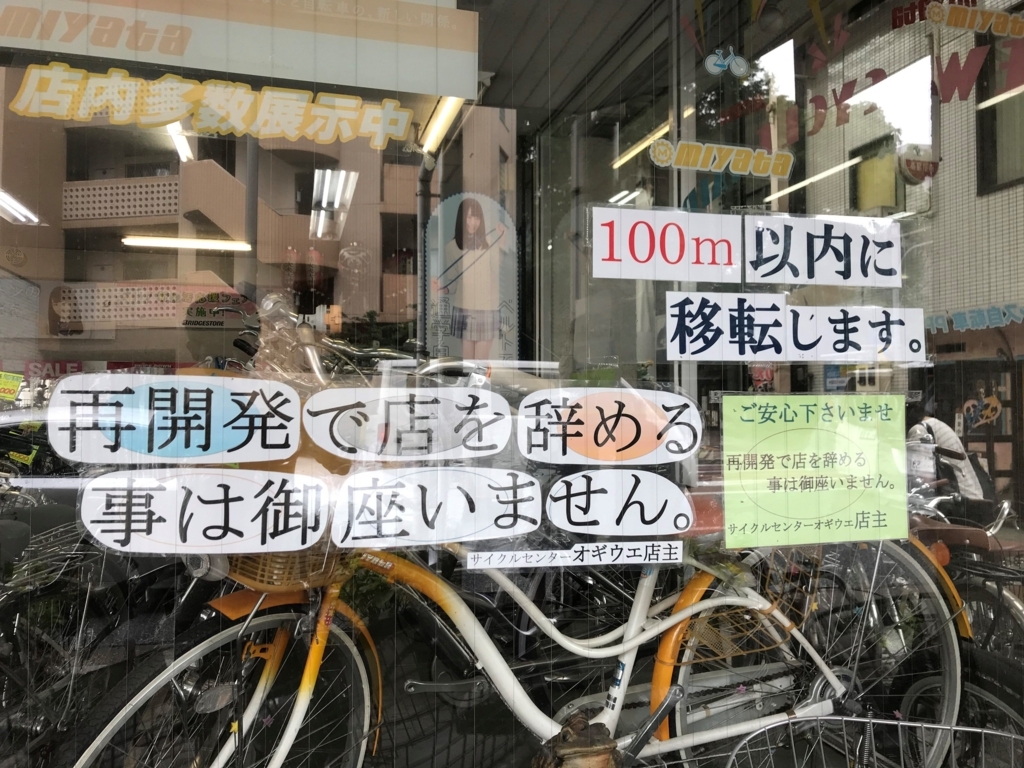 miyata
miyata
店内多数展示中
miyata
100m 以内に
移転します。
実施中
BRIDGESTONE
SALE
再開発で店を辞める
事は御座いません。
サイクルセンターオギウエ店主
ご安心下さいませ
再開発で店を辞める
事は御座いません。
サイクルセンターオギウエ店主